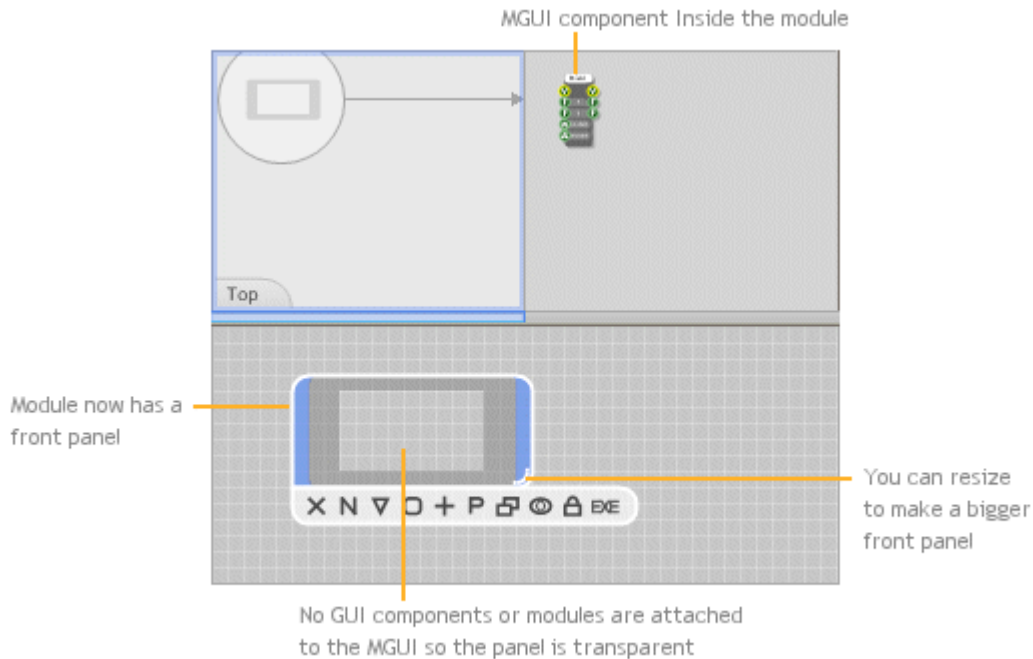 MGUI component Inside the module
Top
Module now has a
front panel
X N P EXE
You can resize
to make a bigger
front panel
No GUI components or modules are attached
to the MGUI so the panel is transparent